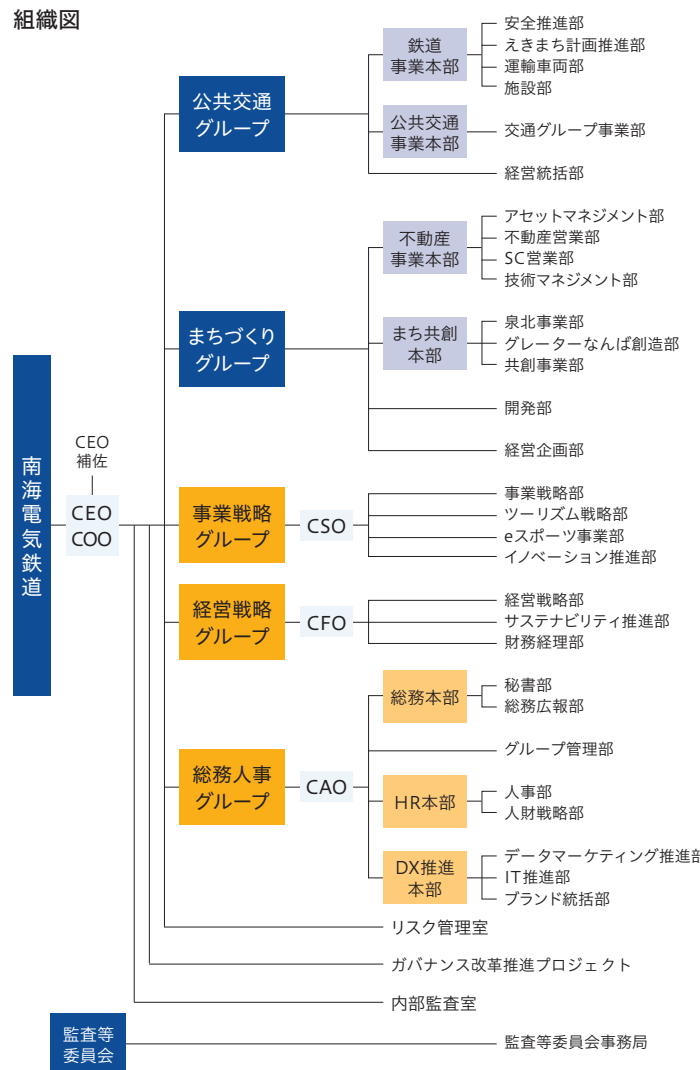 組織図
南海電気鉄道
CEO
補佐
CEO
COO
公共交通
グループ
鉄道
事業本部
安全推進部
えきまち計画推進部
運輸車両部
施設部
公共交通
事業本部
交通グループ事業部
経営統括部
まちづくり
グループ
不動産
事業本部
アセットマネジメント部
不動産営業部
SC営業部
技術マネジメント部
まち共創
本部
泉北事業部
グレーターなんば創造部
共創事業部
開発部
経営企画部
事業戦略
グループ
CSO
事業戦略部
ツーリズム戦略部
eスポーツ事業部
イノベーション推進部
経営戦略
グループ
CFO
経営戦略部
サステナビリティ推進部
財務経理部
総務人事
グループ
CAO
総務本部
秘書部
総務広報部
グループ管理部
HR本部
人事部
人財戦略部
DX推進
本部
データマーケティング推進部
IT推進部
ブランド統括部
リスク管理室
ガバナンス改革推進プロジェクト
内部監査室
監査等
委員会
監査等委員会事務局